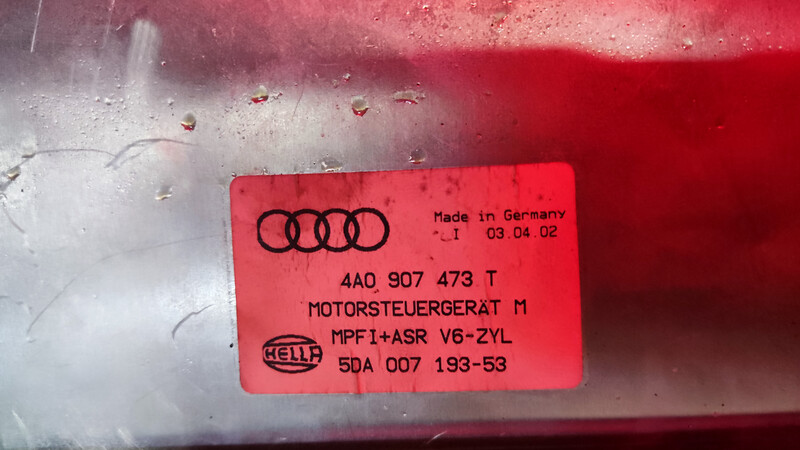 Made in Germany
I 03.04.02
4A0 907 473 T
MOTORSTEUERGERÄT M
MPFI+ASR V6-ZYL
HELLA
5DA 007 193-53